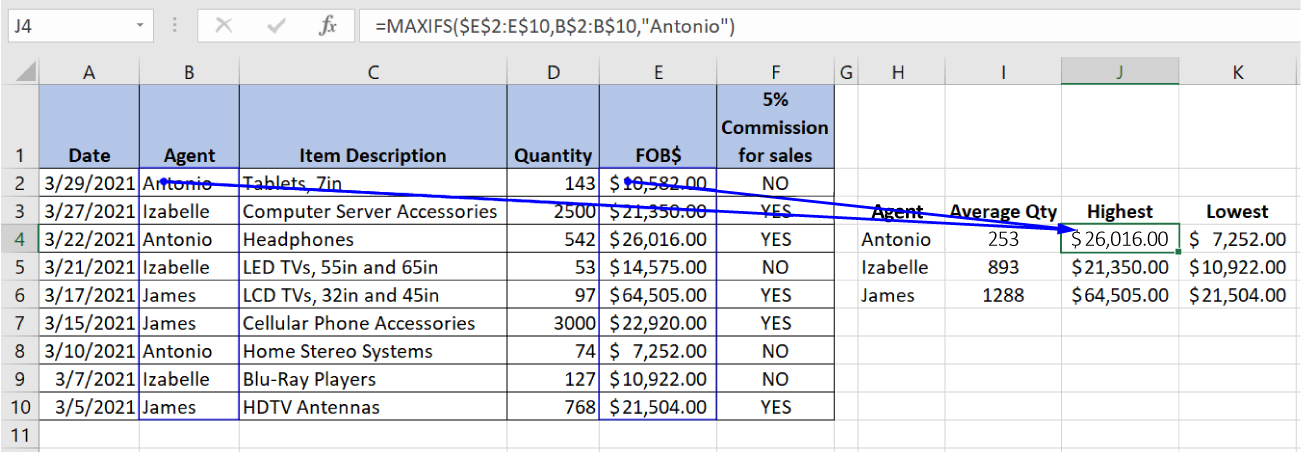 J4 fx =MAXIFS($E$2:E$10,B$2:B$10,"Antonio")
A B C D E F G H I J K
1 Date Agent Item Description Quantity FOB$ 5% Commission for sales
2 3/29/2021 Antonio Tablets, 7in 143 $10,582.00 NO
3 3/27/2021 Izabelle Computer Server Accessories 2500 $21,350.00 YES Agent Average Qty Highest Lowest
4 3/22/2021 Antonio Headphones 542 $26,016.00 YES Antonio 253 $26,016.00 $ 7,252.00
5 3/21/2021 Izabelle LED TVs, 55in and 65in 53 $14,575.00 NO Izabelle 893 $21,350.00 $10,922.00
6 3/17/2021 James LCD TVs, 32in and 45in 97 $64,505.00 YES James 1288 $64,505.00 $21,504.00
7 3/15/2021 James Cellular Phone Accessories 3000 $22,920.00 YES
8 3/10/2021 Antonio Home Stereo Systems 74 $ 7,252.00 NO
9 3/7/2021 Izabelle Blu-Ray Players 127 $10,922.00 NO
10 3/5/2021 James HDTV Antennas 768 $21,504.00 YES
11